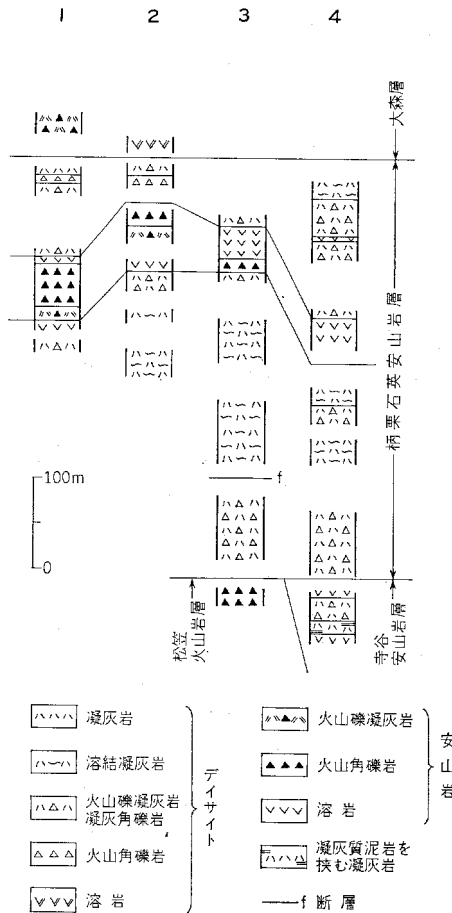 1 2 3 4
大森層
柄栗石英安山岩層
100m
0
f
松笠
火山岩層
寺谷
安山岩層
凝灰岩
溶結凝灰岩
火山礫凝灰岩
凝灰角礫岩
火山角礫岩
溶岩
デイサイト
火山礫凝灰岩
火山角礫岩
溶岩
安山岩
凝灰質泥岩を
挟む凝灰岩
f 断層